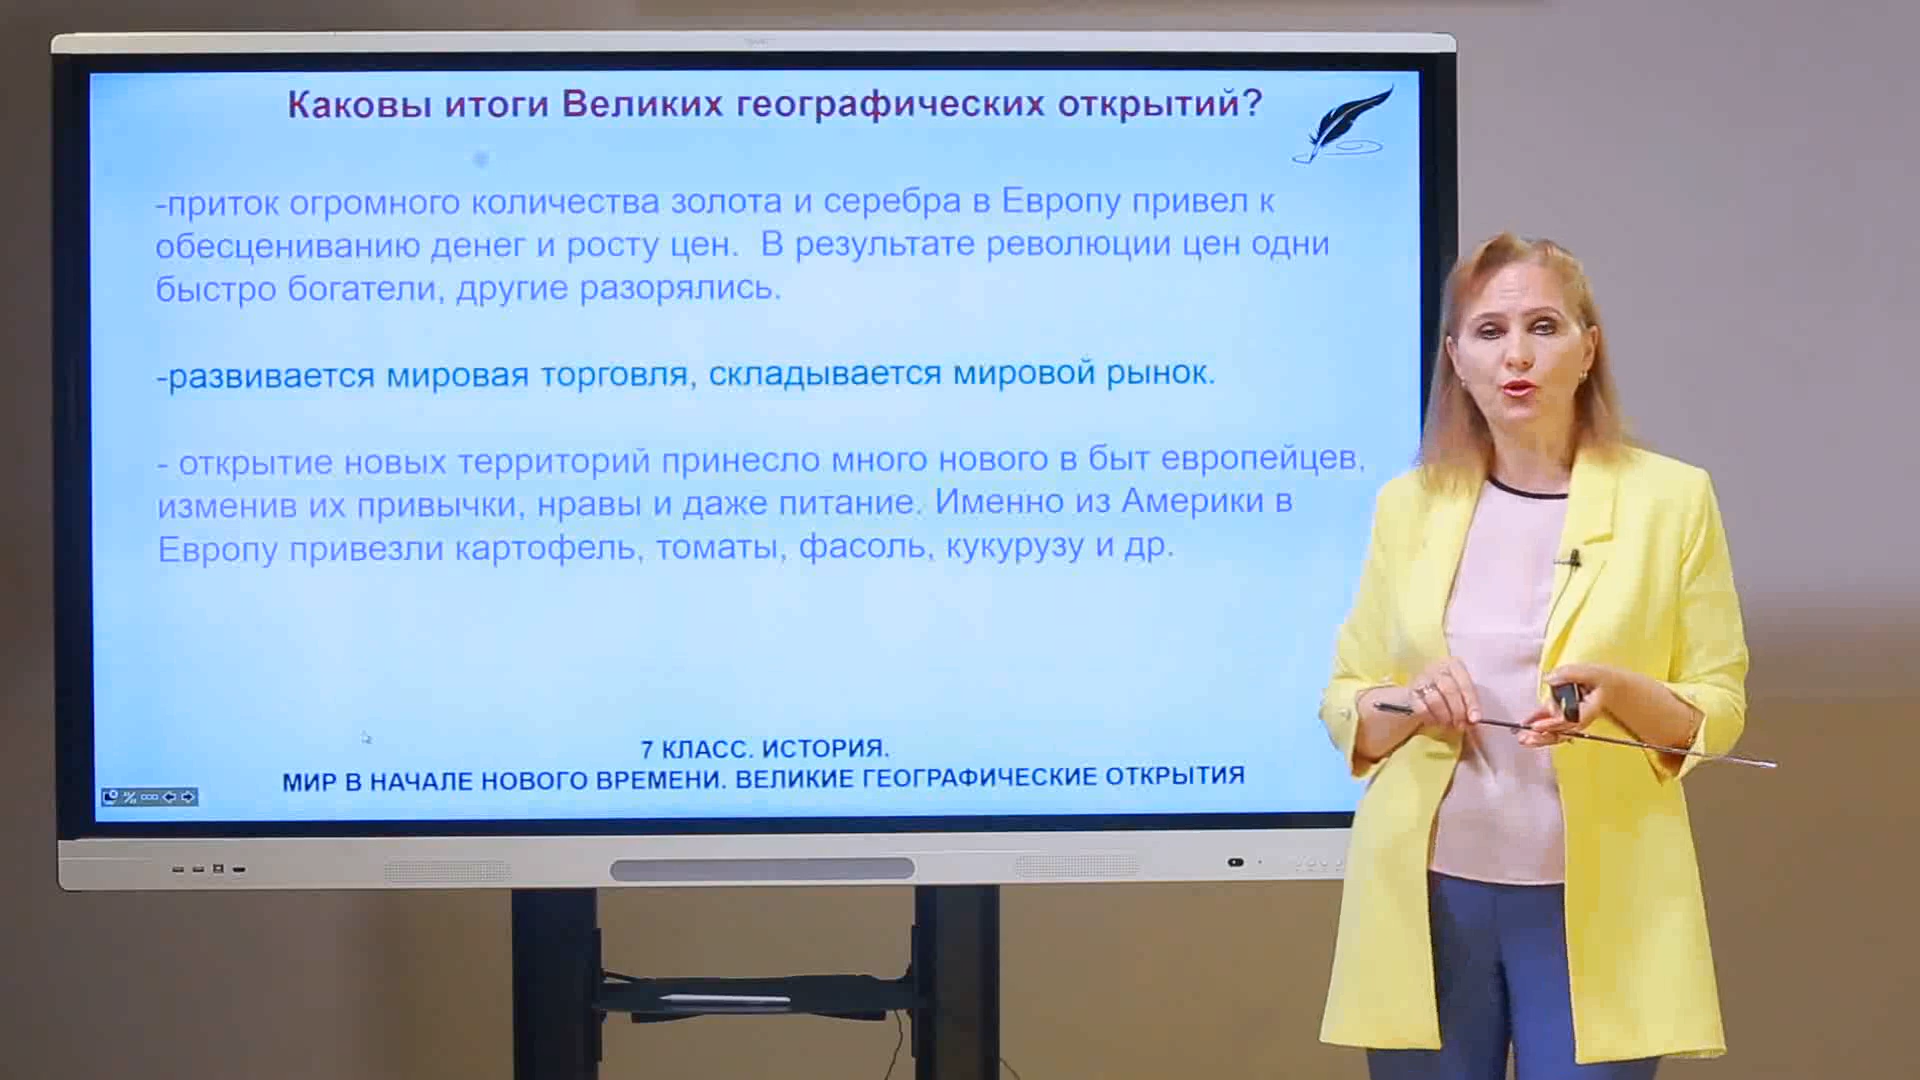 Каковы итоги Великих географических открытий?
-приток огромного количества золота и серебра в Европу привел к
обесцениванию денег и росту цен. В результате революции цен одни
быстро богатели, другие разорялись.
-развивается мировая торговля, складывается мировой рынок.
- открытие новых территорий принесло много нового в быт европейцев,
изменив их привычки, нравы и даже питание. Именно из Америки в
Европу привезли картофель, томаты, фасоль, кукурузу и др.
7 КЛАСС. ИСТОРИЯ.
МИР В НАЧАЛЕ НОВОГО ВРЕМЕНИ. ВЕЛИКИЕ ГЕОГРАФИЧЕСКИЕ ОТКРЫТИЯ